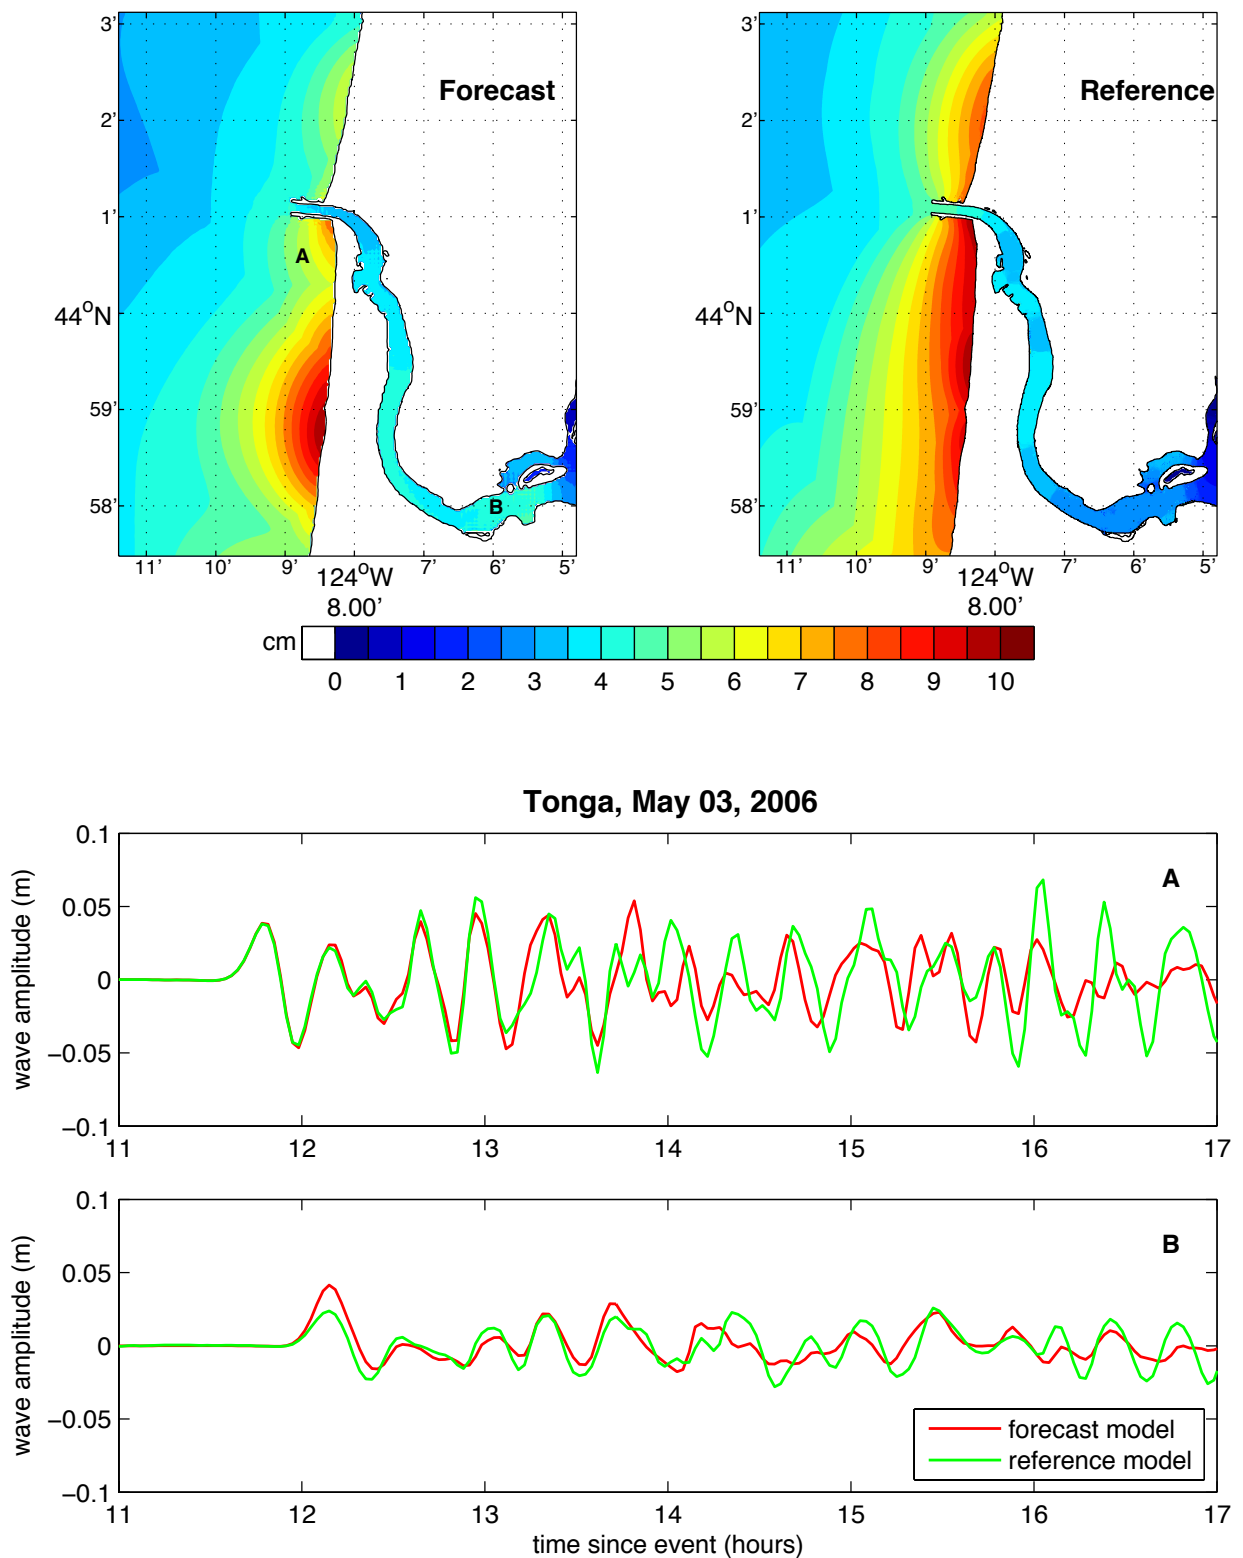 Forecast
3'
2'
1'
44°N
59'
58'
A
B
11' 10' 9' 124°W 7' 6' 5'
8.00'
Reference
3'
2'
1'
44°N
59'
58'
11' 10' 9' 124°W 7' 6' 5'
8.00'
cm
0 1 2 3 4 5 6 7 8 9 10
Tonga, May 03, 2006
wave amplitude (m)
0.1
0.05
0
−0.05
−0.1
A
11 12 13 14 15 16 17
wave amplitude (m)
0.1
0.05
0
−0.05
−0.1
B
forecast model
reference model
11 12 13 14 15 16 17
time since event (hours)